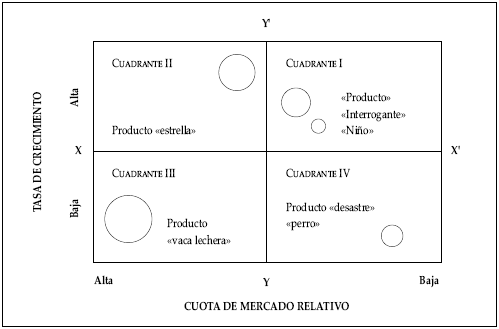 Y'
CUADRANTE II
CUADRANTE I
«Producto»
«Interrogante»
«Niño»
Producto «estrella»
TASA DE CRECIMIENTO
Alta
X
X'
CUADRANTE III
CUADRANTE IV
Producto «desastre»
«perro»
Producto
«vaca lechera»
Baja
Alta
Y
Baja
CUOTA DE MERCADO RELATIVO